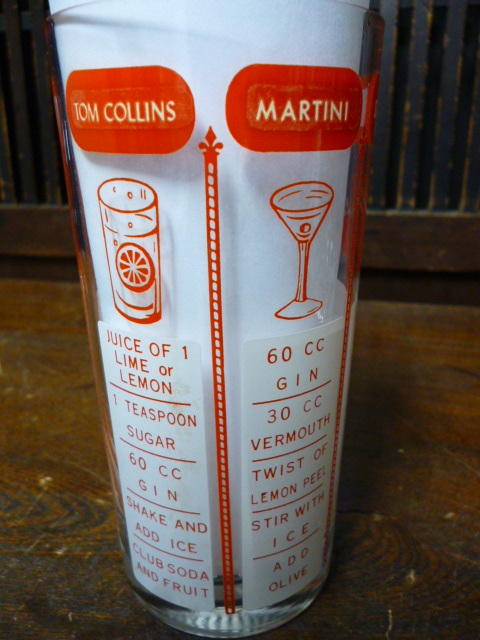 TOM COLLINS
JUICE OF 1
LIME or
LEMON
1 TEASPOON
SUGAR
60 CC
GIN
SHAKE AND
ADD ICE
CLUB SODA
AND FRUIT
MARTINI
60 CC
GIN
30 CC
VERMOUTH
TWIST OF
LEMON PEEL
STIR WITH
ICE
ADD
OLIVE